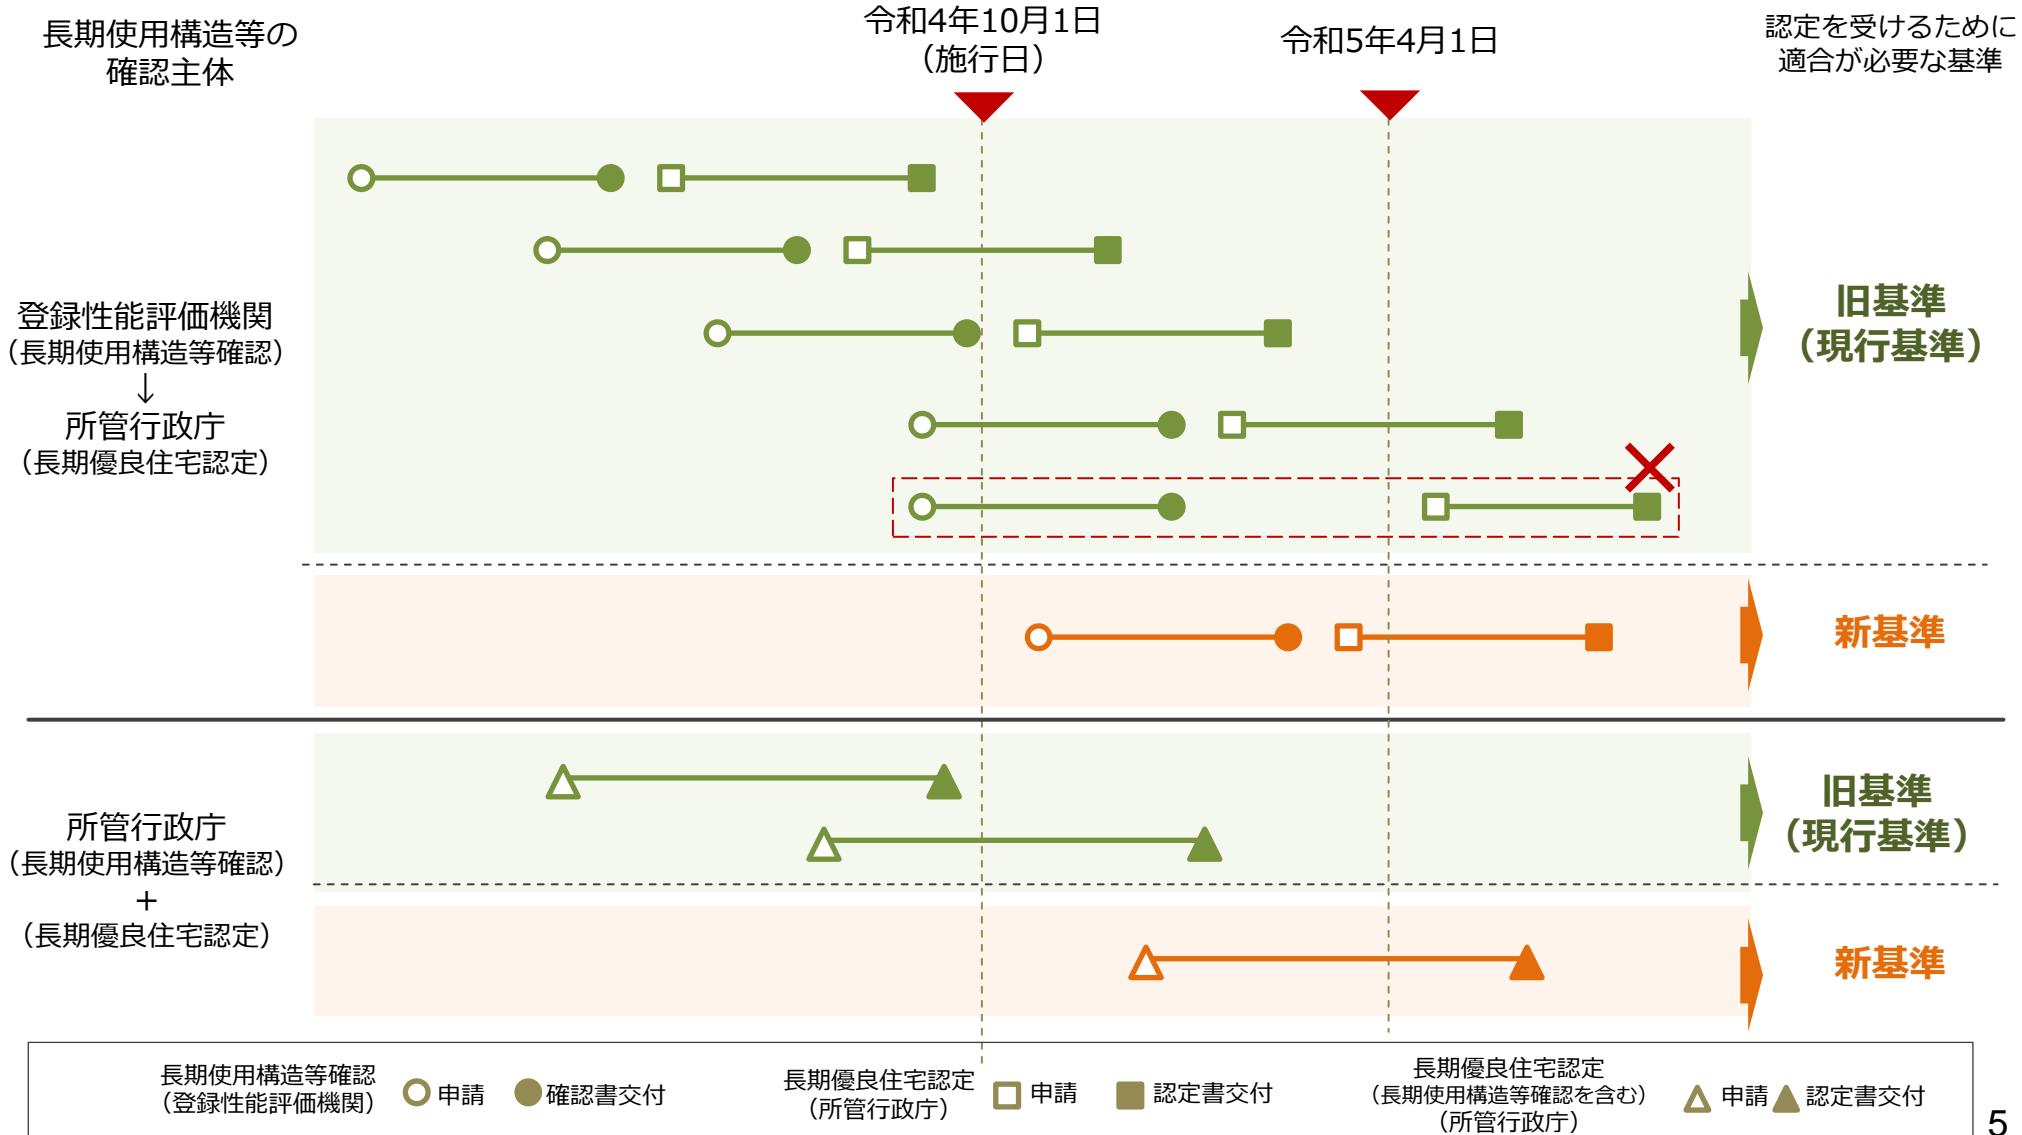 長期使用構造等の
確認主体
令和4年10月1日
（施行日）
令和5年4月1日
認定を受けるために
適合が必要な基準
登録性能評価機関
（長期使用構造等確認）
↓
所管行政庁
（長期優良住宅認定）
旧基準
（現行基準）
新基準
所管行政庁
（長期使用構造等確認）
＋
（長期優良住宅認定）
旧基準
（現行基準）
新基準
長期使用構造等確認
（登録性能評価機関）
申請
確認書交付
長期優良住宅認定
（所管行政庁）
申請
認定書交付
長期優良住宅認定
（長期使用構造等確認を含む）
（所管行政庁）
申請
認定書交付
5